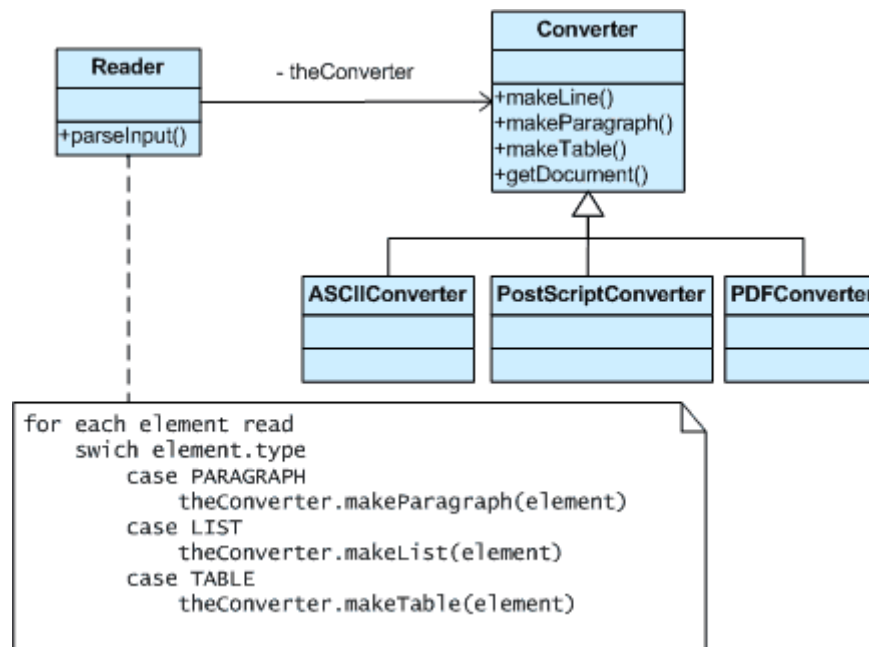 Reader
+parseInput()
- theConverter
Converter
+makeLine()
+makeParagraph()
+makeTable()
+getDocument()
ASCIIConverter
PostScriptConverter
PDFConverter
for each element read
swich element.type
case PARAGRAPH
theConverter.makeParagraph(element)
case LIST
theConverter.makeList(element)
case TABLE
theConverter.makeTable(element)